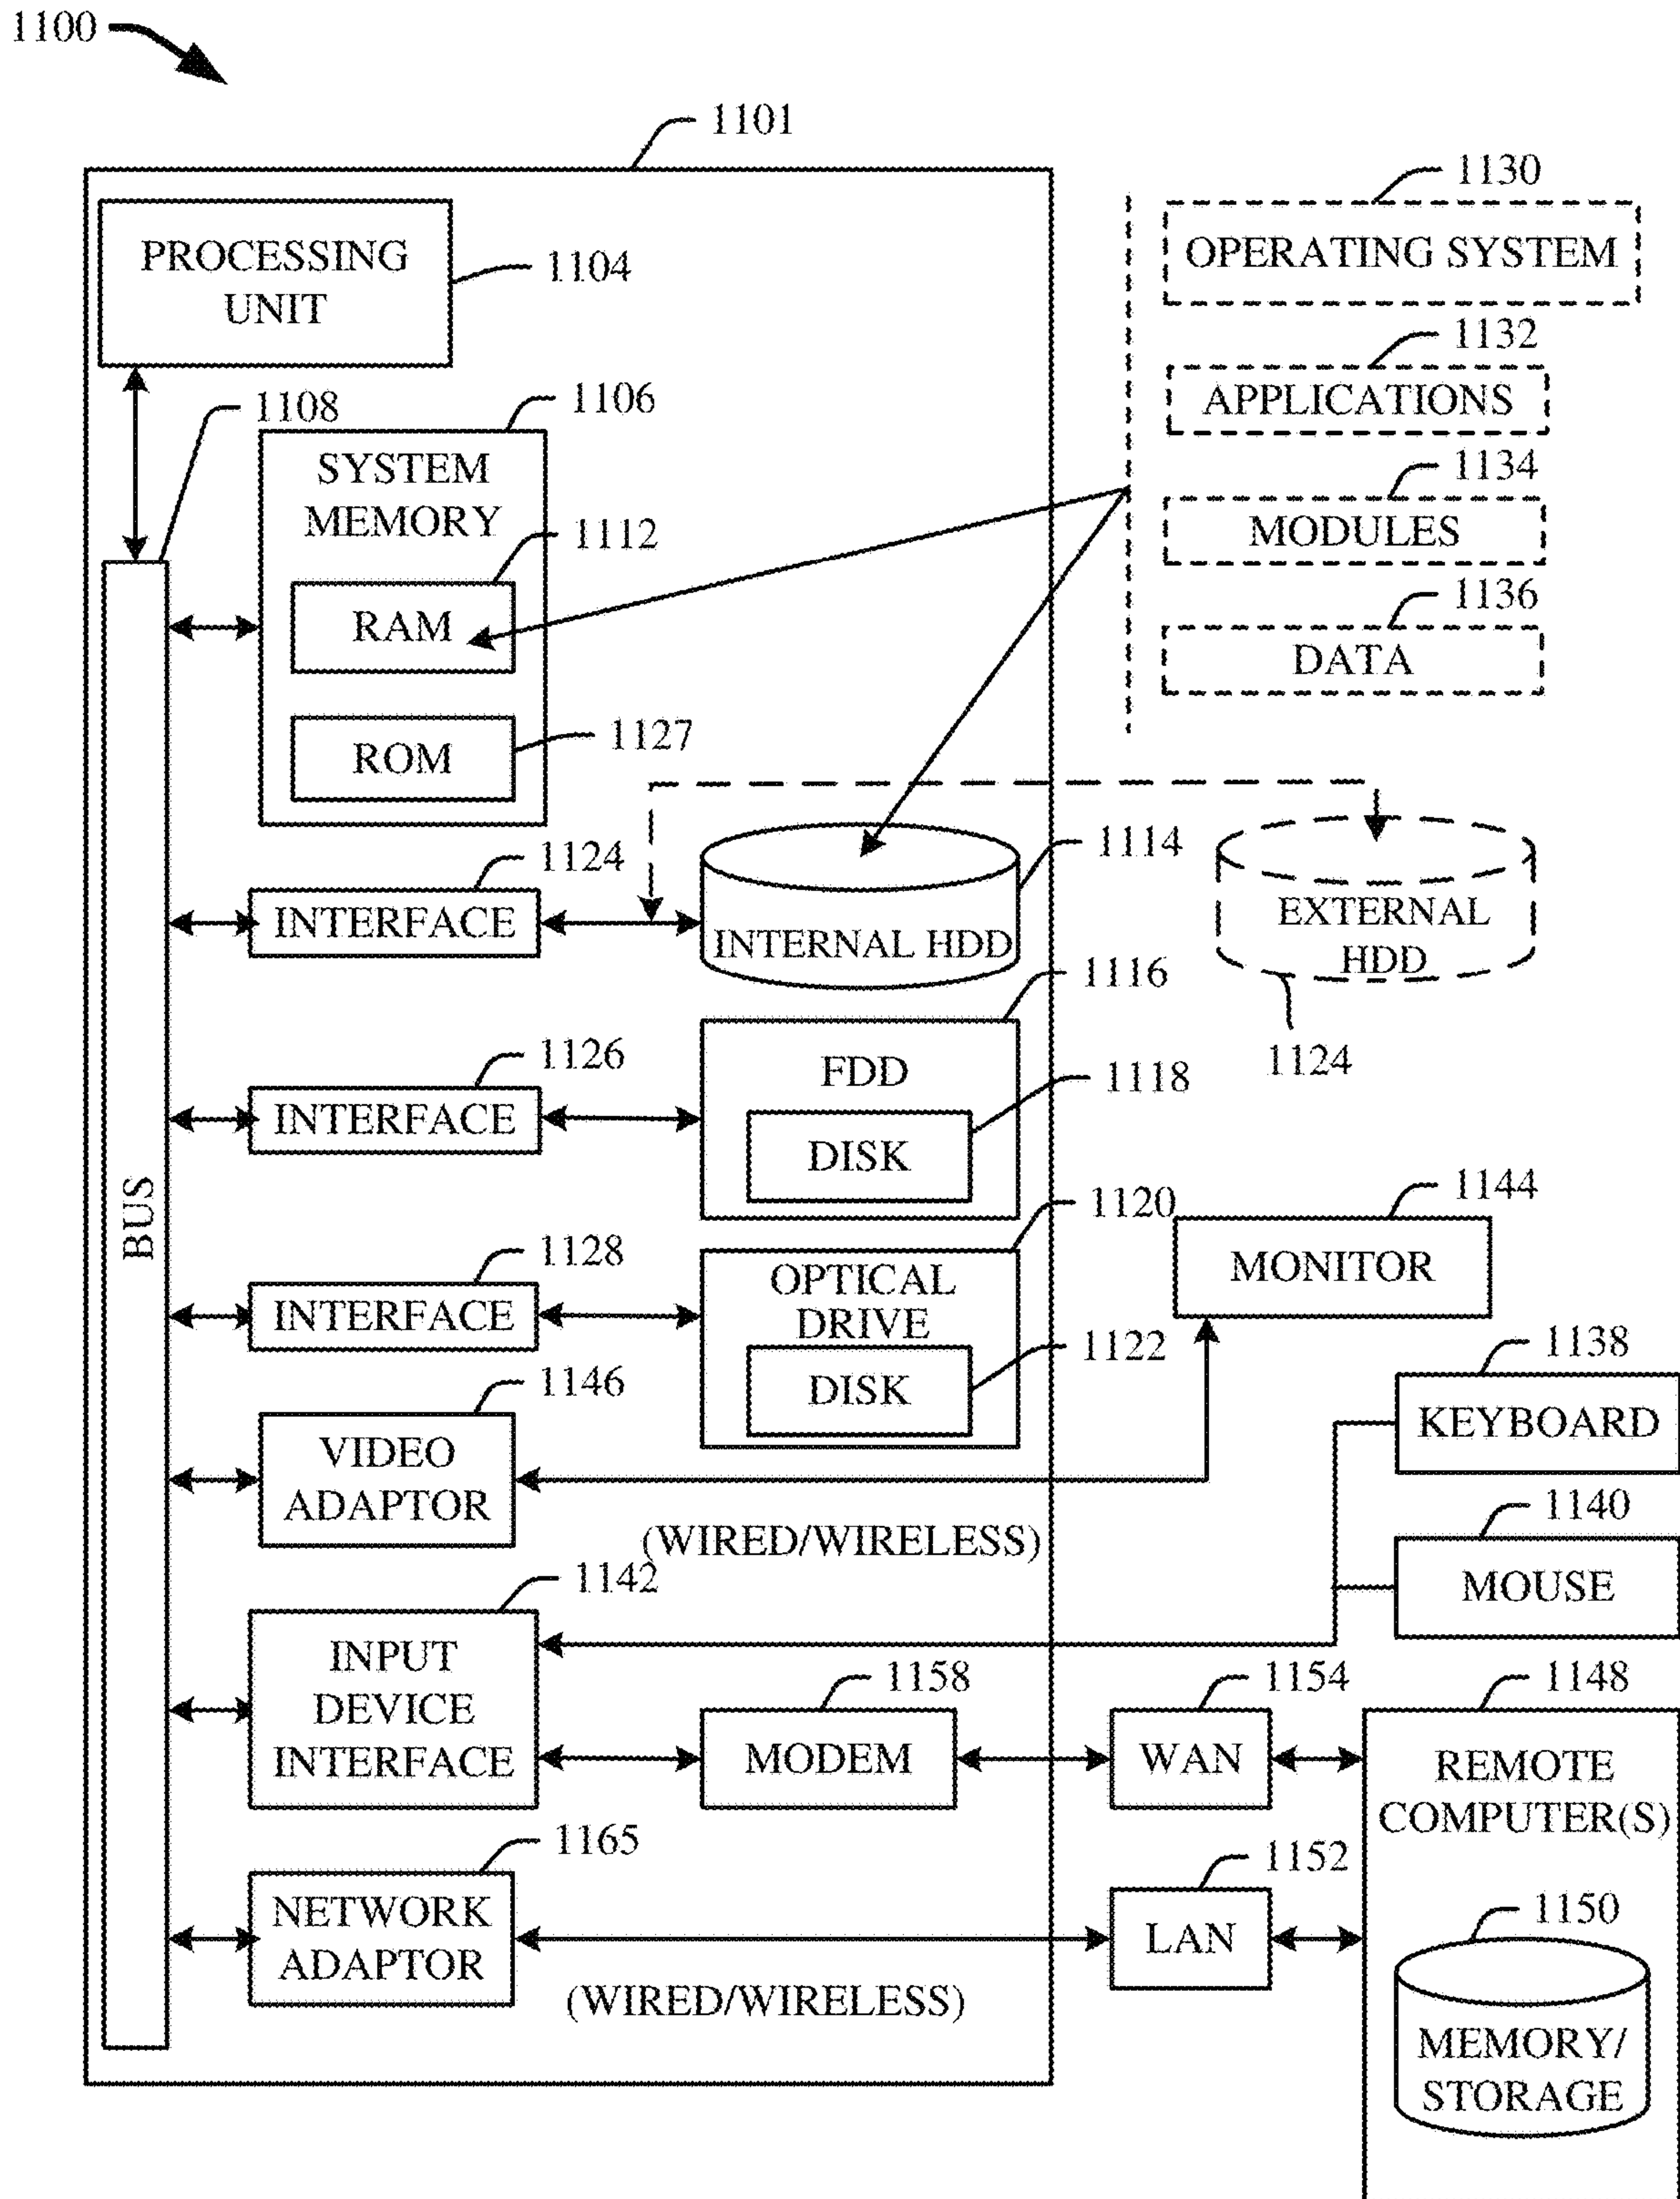 1100
1101
1130
PROCESSING
UNIT
1104
OPERATING SYSTEM
1132
APPLICATIONS
1108
1106
SYSTEM
MEMORY
1134
MODULES
1112
RAM
1136
DATA
1127
ROM
1124
INTERFACE
1114
INTERNAL HDD
EXTERNAL
HDD
1124
1116
FDD
1126
INTERFACE
1118
DISK
BUS
1120
1144
MONITOR
1128
INTERFACE
OPTICAL
DRIVE
1122
DISK
1138
KEYBOARD
1146
VIDEO
ADAPTOR
(WIRED/WIRELESS)
1140
MOUSE
1142
INPUT
DEVICE
INTERFACE
1158
MODEM
1154
WAN
1148
REMOTE
COMPUTER(S)
1165
NETWORK
ADAPTOR
(WIRED/WIRELESS)
1152
LAN
1150
MEMORY/
STORAGE